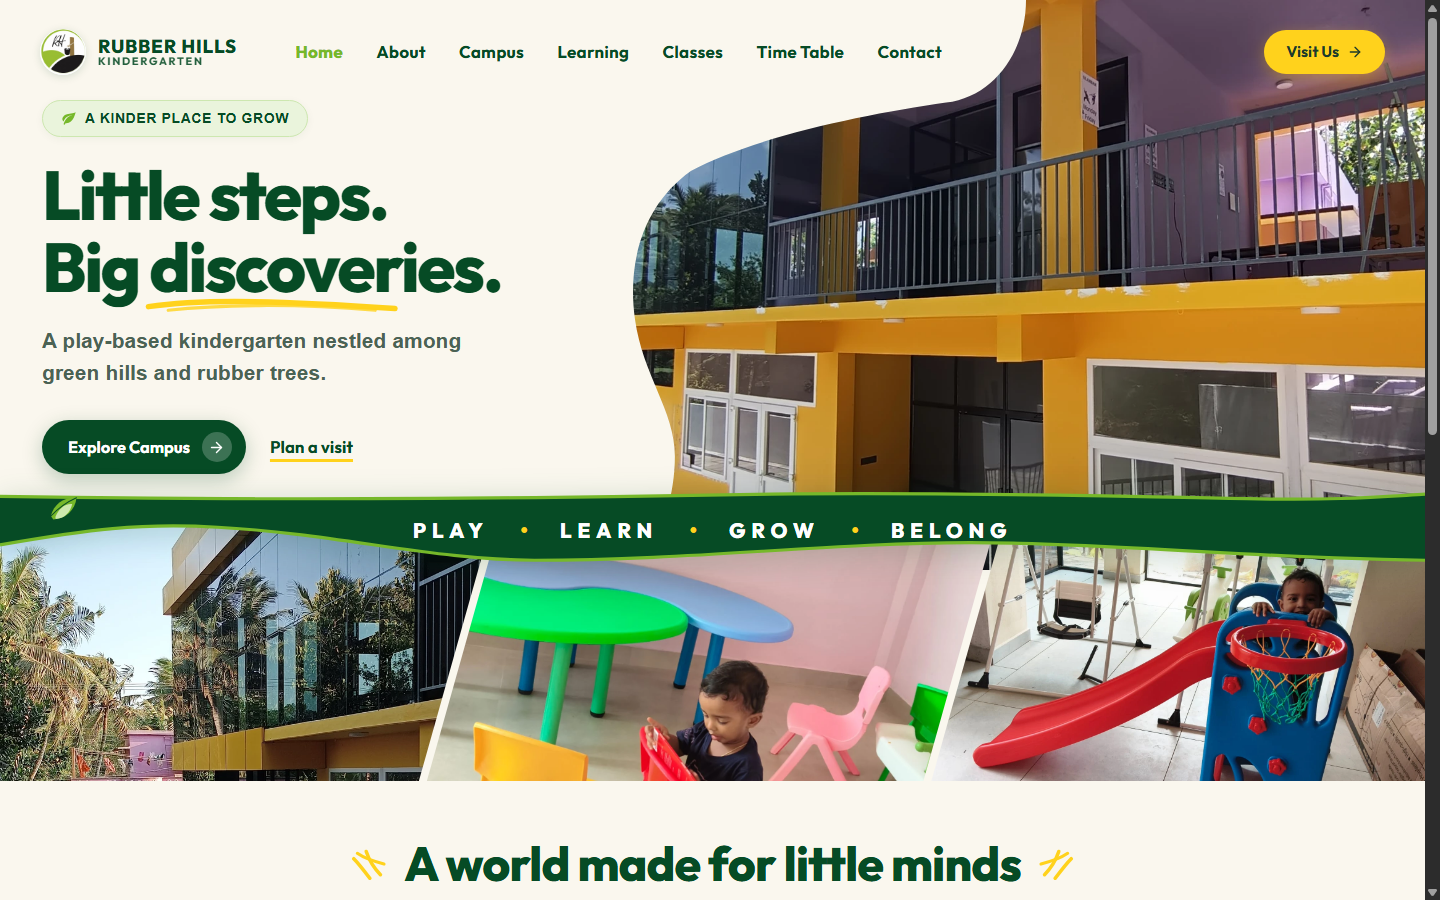 RUBBER HILLS
KINDERGARTEN
Home
About
Campus
Learning
Classes
Time Table
Contact
Visit Us
A KINDER PLACE TO GROW
Little steps.
Big discoveries.
A play-based kindergarten nestled among
green hills and rubber trees.
Explore Campus
Plan a visit
PLAY • LEARN • GROW • BELONG
A world made for little minds